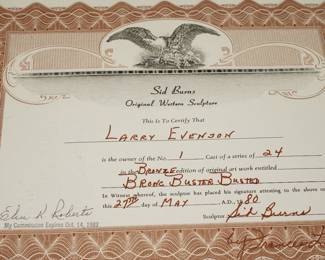 Sid Burns
Original Western Sculpture
This Is To Certify That
LARRY EVENSON
is the owner of the No. 1 Cast of a series of 24
in the BRONZE edition of original art work entitled
BRONC BUSTER BUSTED
In Witness whereof, the sculptor has placed his signature attesting to the above on
this 27TH day of MAY A.D., 1980
Sculptor Sid Burns
by
R. Roberts
My Commission Expires Oct. 14, 1982